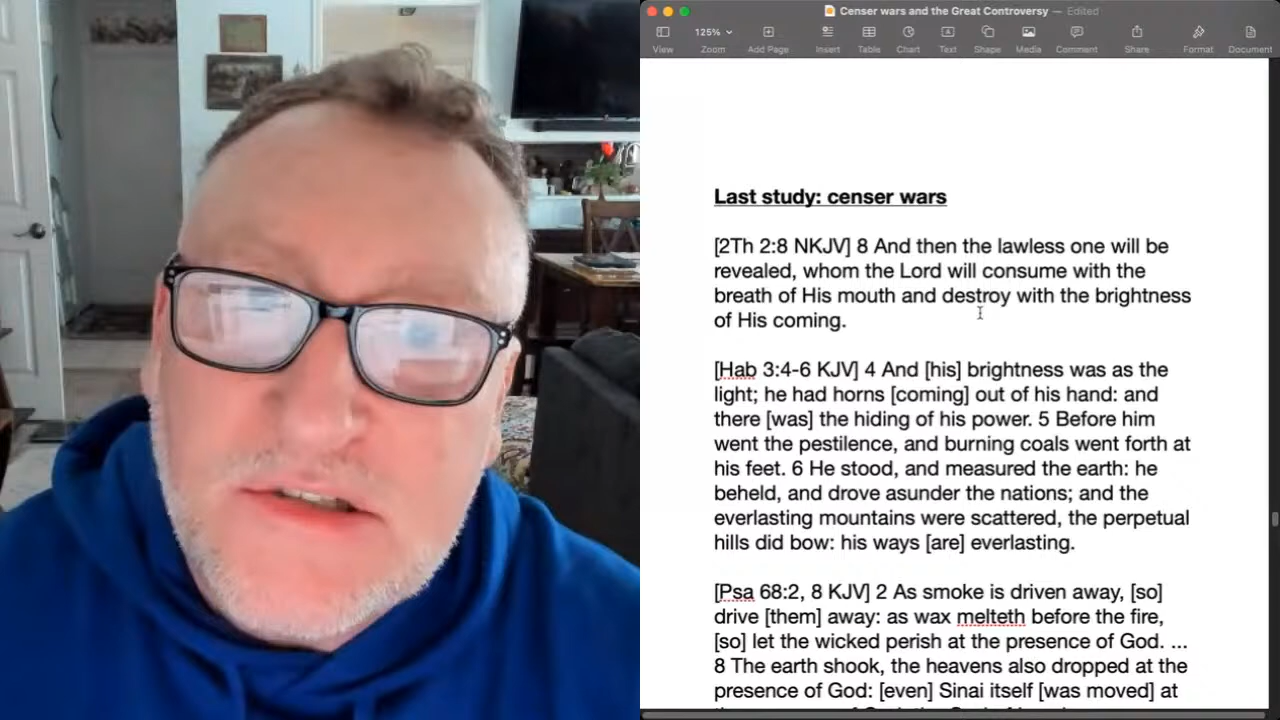 Censer wars and the Great Controversy — Edited
125%
View Zoom Add Page Insert Table Chart Text Shape Media Comment Share Format Document
Last study: censer wars
[2Th 2:8 NKJV] 8 And then the lawless one will be
revealed, whom the Lord will consume with the
breath of His mouth and destroy with the brightness
of His coming.
[Hab 3:4-6 KJV] 4 And [his] brightness was as the
light; he had horns [coming] out of his hand: and
there [was] the hiding of his power. 5 Before him
went the pestilence, and burning coals went forth at
his feet. 6 He stood, and measured the earth: he
beheld, and drove asunder the nations; and the
everlasting mountains were scattered, the perpetual
hills did bow: his ways [are] everlasting.
[Psa 68:2, 8 KJV] 2 As smoke is driven away, [so]
drive [them] away: as wax melteth before the fire,
[so] let the wicked perish at the presence of God. ...
8 The earth shook, the heavens also dropped at the
presence of God: [even] Sinai itself [was moved] at